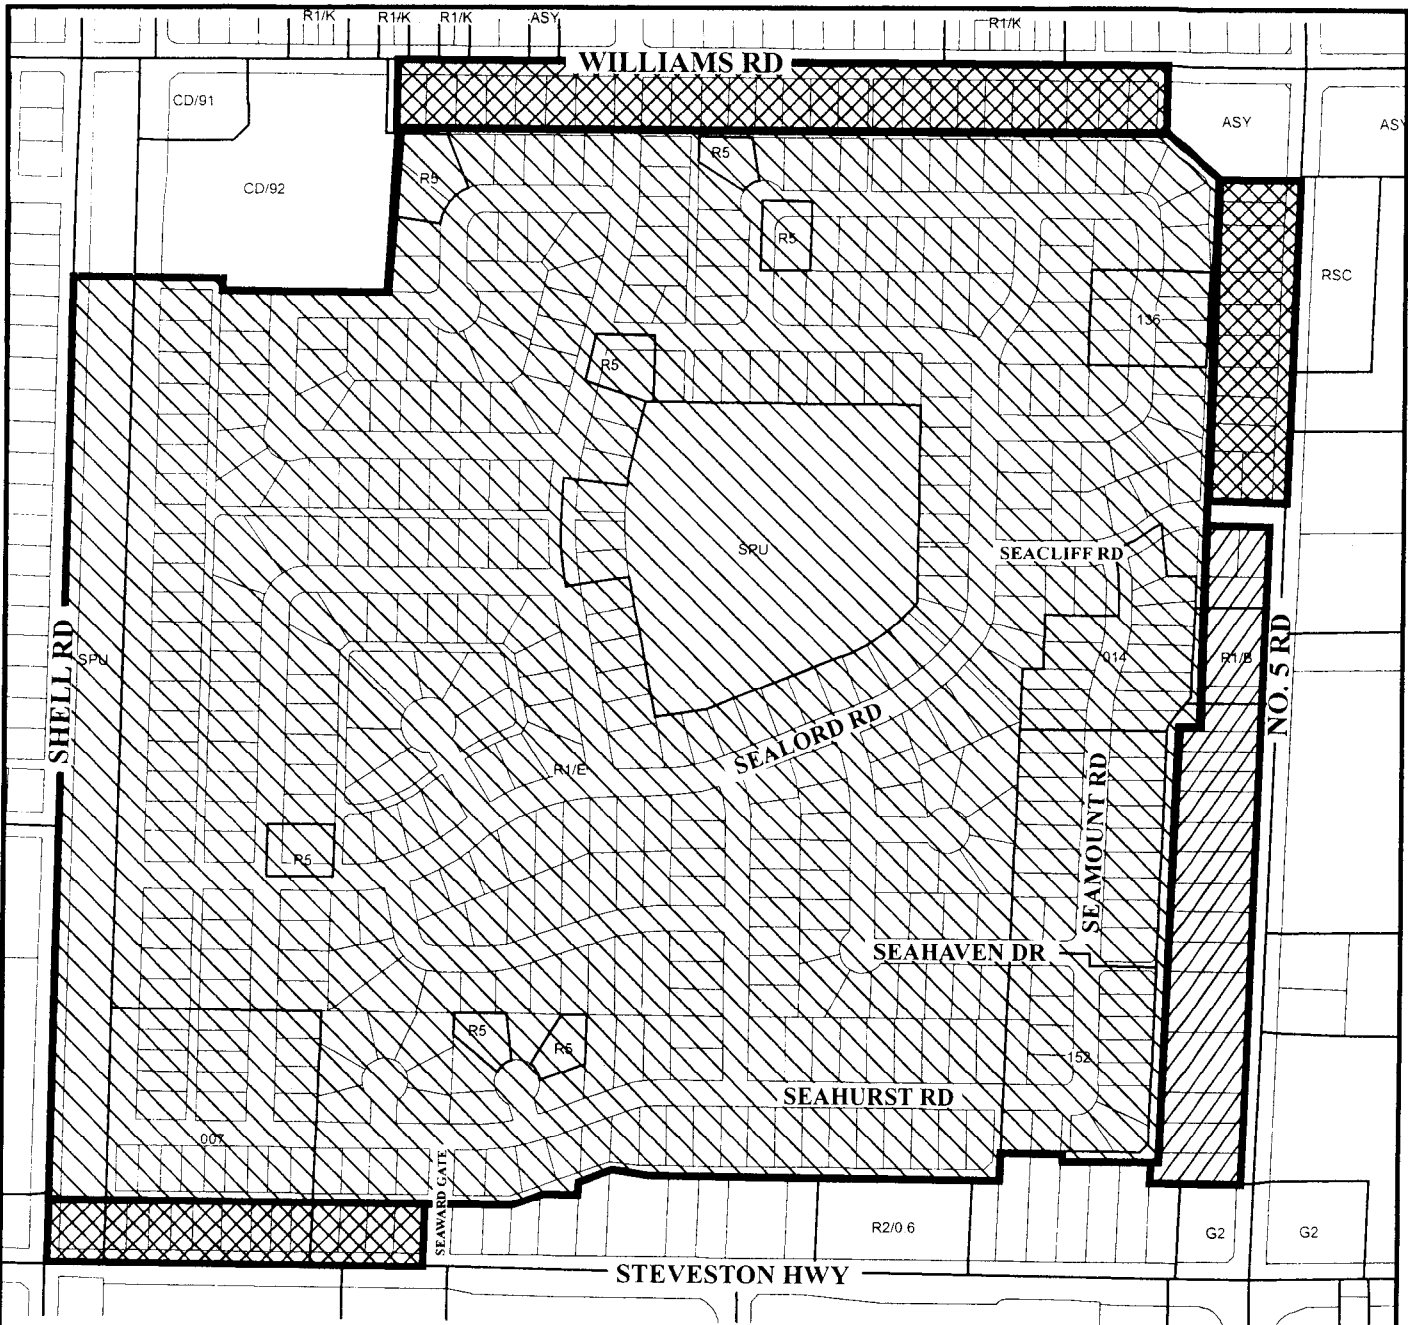 R1/K
R1/K
R1/K
ASY
R1/K
WILLIAMS RD
CD/91
ASY
ASY
CD/92
R5
R5
R5
RSC
136
R5
SPU
SEACLIFF RD
SHELL RD
SPU
014
R1/B
NO. 5 RD
SEALORD RD
R1/E
SEAMOUNT RD
R5
SEAHAVEN DR
R5
R5
152
SEAHURST RD
007
SEAWARD GATE
R2/0.6
G2
G2
STEVESTON HWY